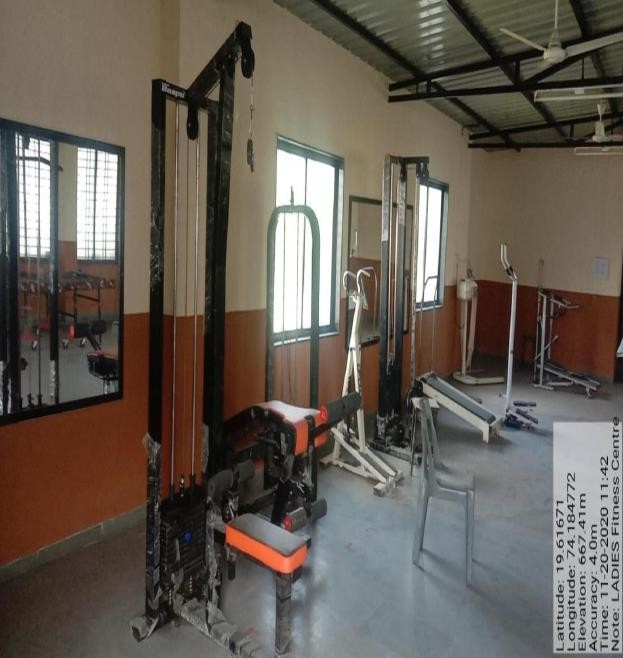 Latitude: 19.61671
Longitude: 74.184772
Elevation: 667.41m
Accuracy: 4.0m
Time: 11-20-2020 11:42
Note: LADIES Fitness Centre